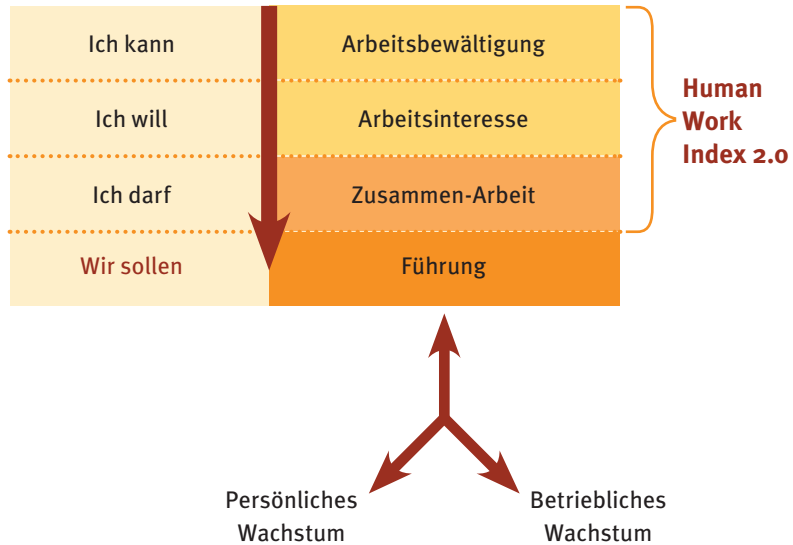 Ich kann
Arbeitsbewältigung
Ich will
Arbeitsinteresse
Human
Work
Index 2.0
Ich darf
Zusammen-Arbeit
Wir sollen
Führung
Persönliches
Wachstum
Betriebliches
Wachstum